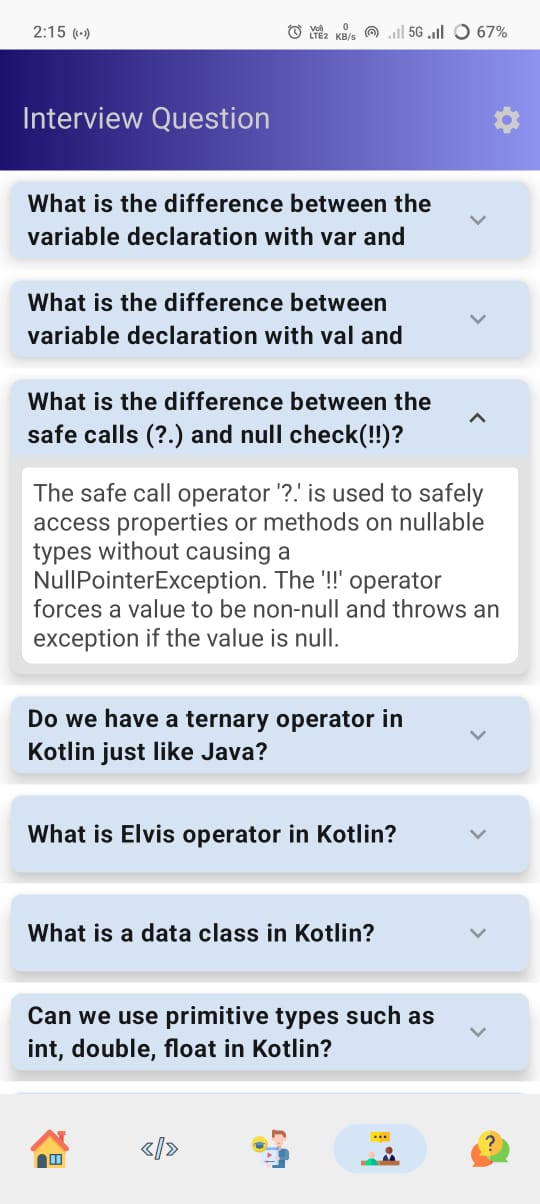 2:15
Vo) LTE2
0 KB/s
5G
67%
Interview Question
What is the difference between the
variable declaration with var and
What is the difference between
variable declaration with val and
What is the difference between the
safe calls (?.) and null check(!!)?
The safe call operator '?.' is used to safely
access properties or methods on nullable
types without causing a
NullPointerException. The '!!' operator
forces a value to be non-null and throws an
exception if the value is null.
Do we have a ternary operator in
Kotlin just like Java?
What is Elvis operator in Kotlin?
What is a data class in Kotlin?
Can we use primitive types such as
int, double, float in Kotlin?